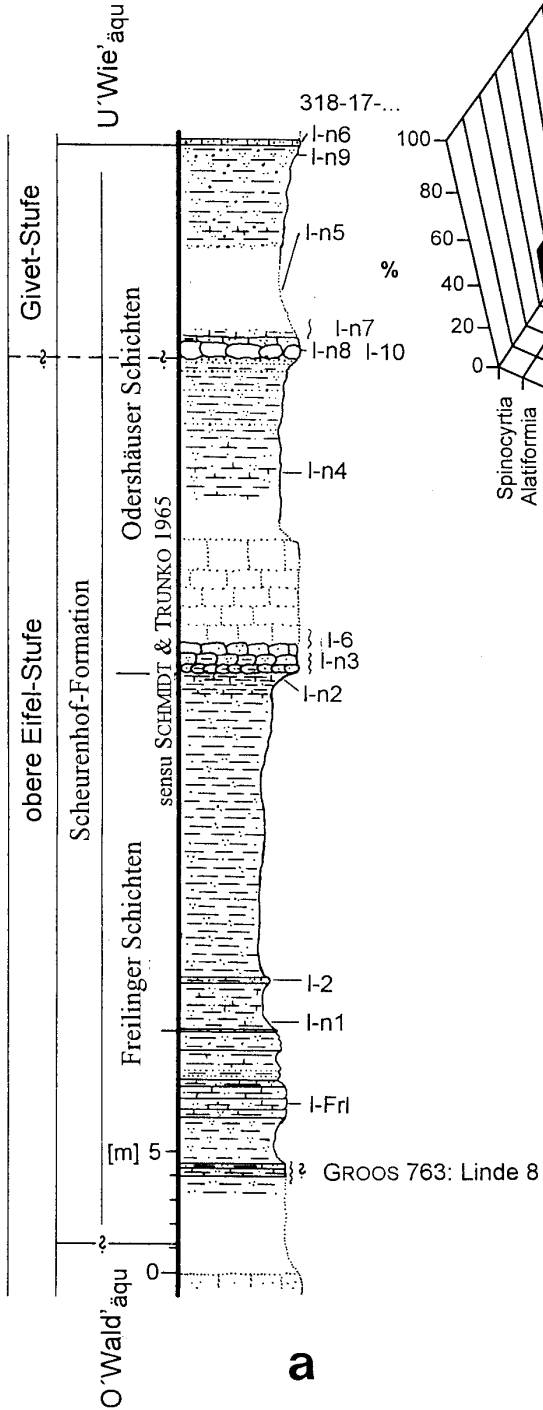 U´Wie'äqu
318-17-...
I-n6
I-n9
Givet-Stufe
I-n5
I-n7
I-n8 I-10
?
?
Odershäuser Schichten
I-n4
sensu SCHMIDT & TRUNKO 1965
obere Eifel-Stufe
Scheurenhof-Formation
I-6
I-n3
I-n2
Freilinger Schichten
I-2
I-n1
I-Frl
[m] 5
? GROOS 763: Linde 8
?
0
O´Wald'äqu
a
100
80
60
%
40
20
0
Spinocyrtia
Alatiformia